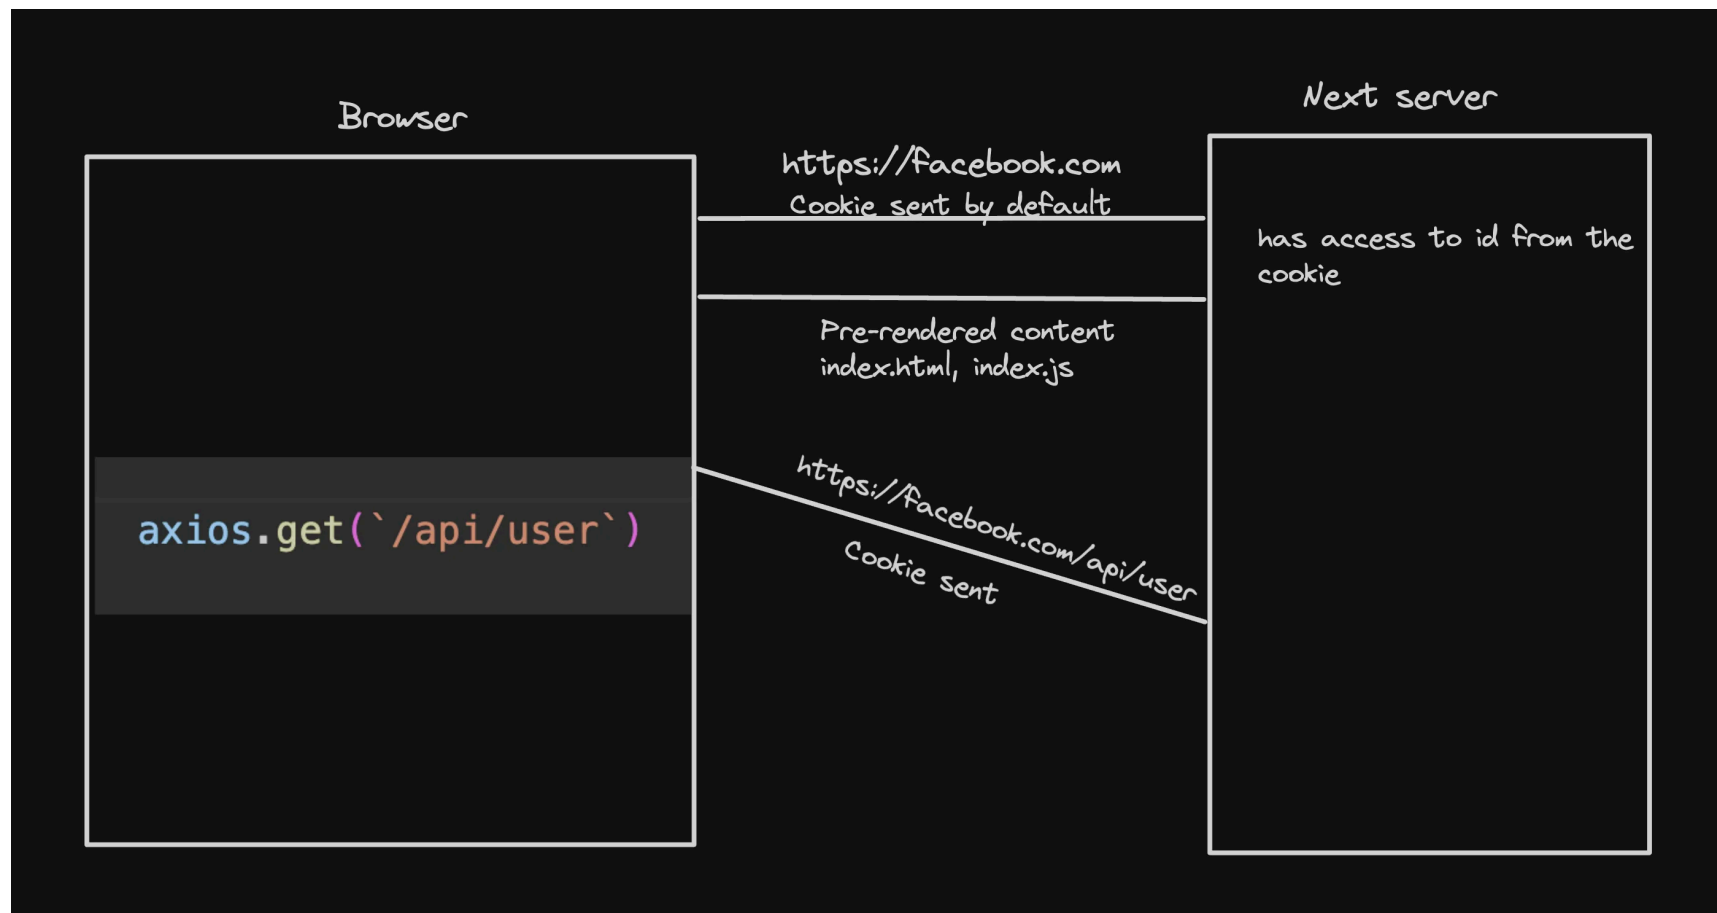 Browser
Next server
https://facebook.com
Cookie sent by default
has access to id from the
cookie
Pre-rendered content
index.html, index.js
axios.get(`/api/user`)
https://facebook.com/api/user
Cookie sent